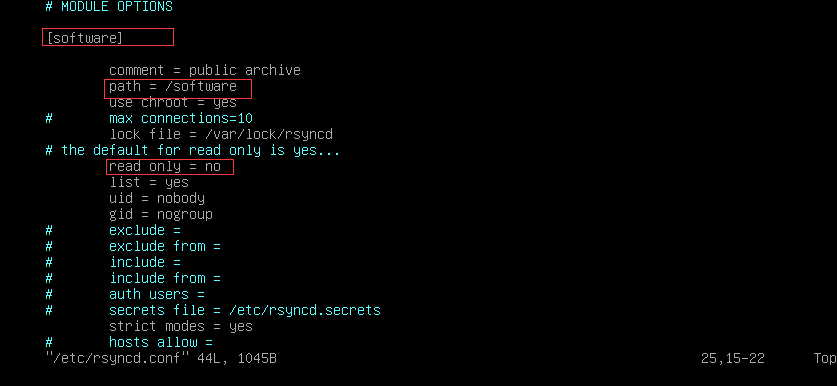 # MODULE OPTIONS
[software]
comment = public archive
path = /software
use chroot = yes
# max connections=10
lock file = /var/lock/rsyncd
# the default for read only is yes...
read only = no
list = yes
uid = nobody
gid = nogroup
# exclude =
# exclude from =
# include =
# include from =
# auth users =
# secrets file = /etc/rsyncd.secrets
strict modes = yes
# hosts allow =
"/etc/rsyncd.conf" 44L, 1045B 25,15-22 Top